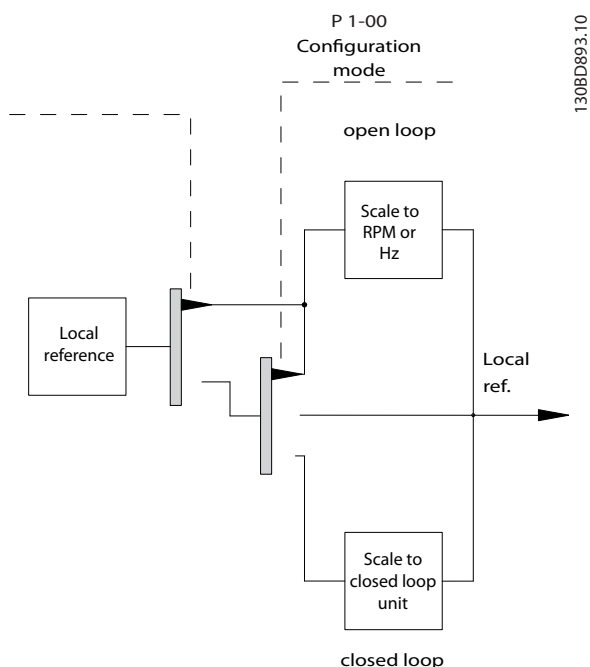 P 1-00
Configuration
mode
130BD893.10
open loop
Scale to
RPM or
Hz
Local
reference
Local
ref.
Scale to
closed loop
unit
closed loop